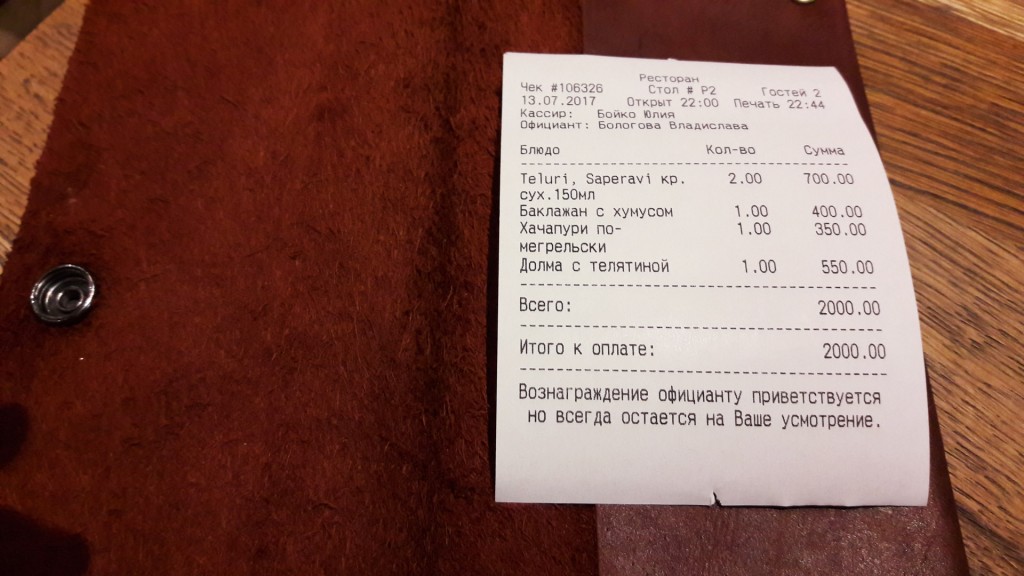 Ресторан
Чек #106326 Стол # Р2 Гостей 2
13.07.2017 Открыт 22:00 Печать 22:44
Кассир: Бойко Юлия
Официант: Бологова Владислава
Блюдо Кол-во Сумма
Teluri, Saperavi кр. 2.00 700.00
сух.150мл
Баклажан с хумусом 1.00 400.00
Хачапури по- 1.00 350.00
мегрельски
Долма с телятиной 1.00 550.00
Всего: 2000.00
Итого к оплате: 2000.00
Вознаграждение официанту приветствуется
но всегда остается на Ваше усмотрение.